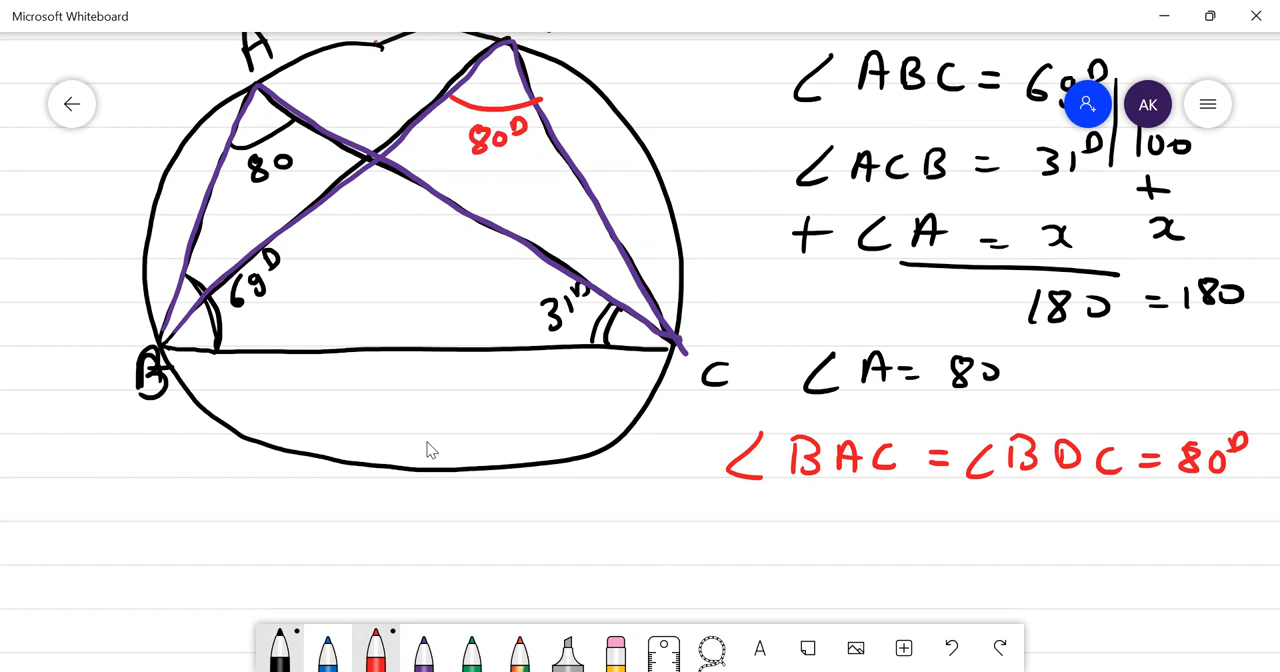 Microsoft Whiteboard
A
80
80°
69°
31°
B
C
∠ABC = 69°
AK
∠ACB = 31°
100
+
x
+ ∠A = x
180 = 180
∠A = 80
∠BAC = ∠BDC = 80°
A